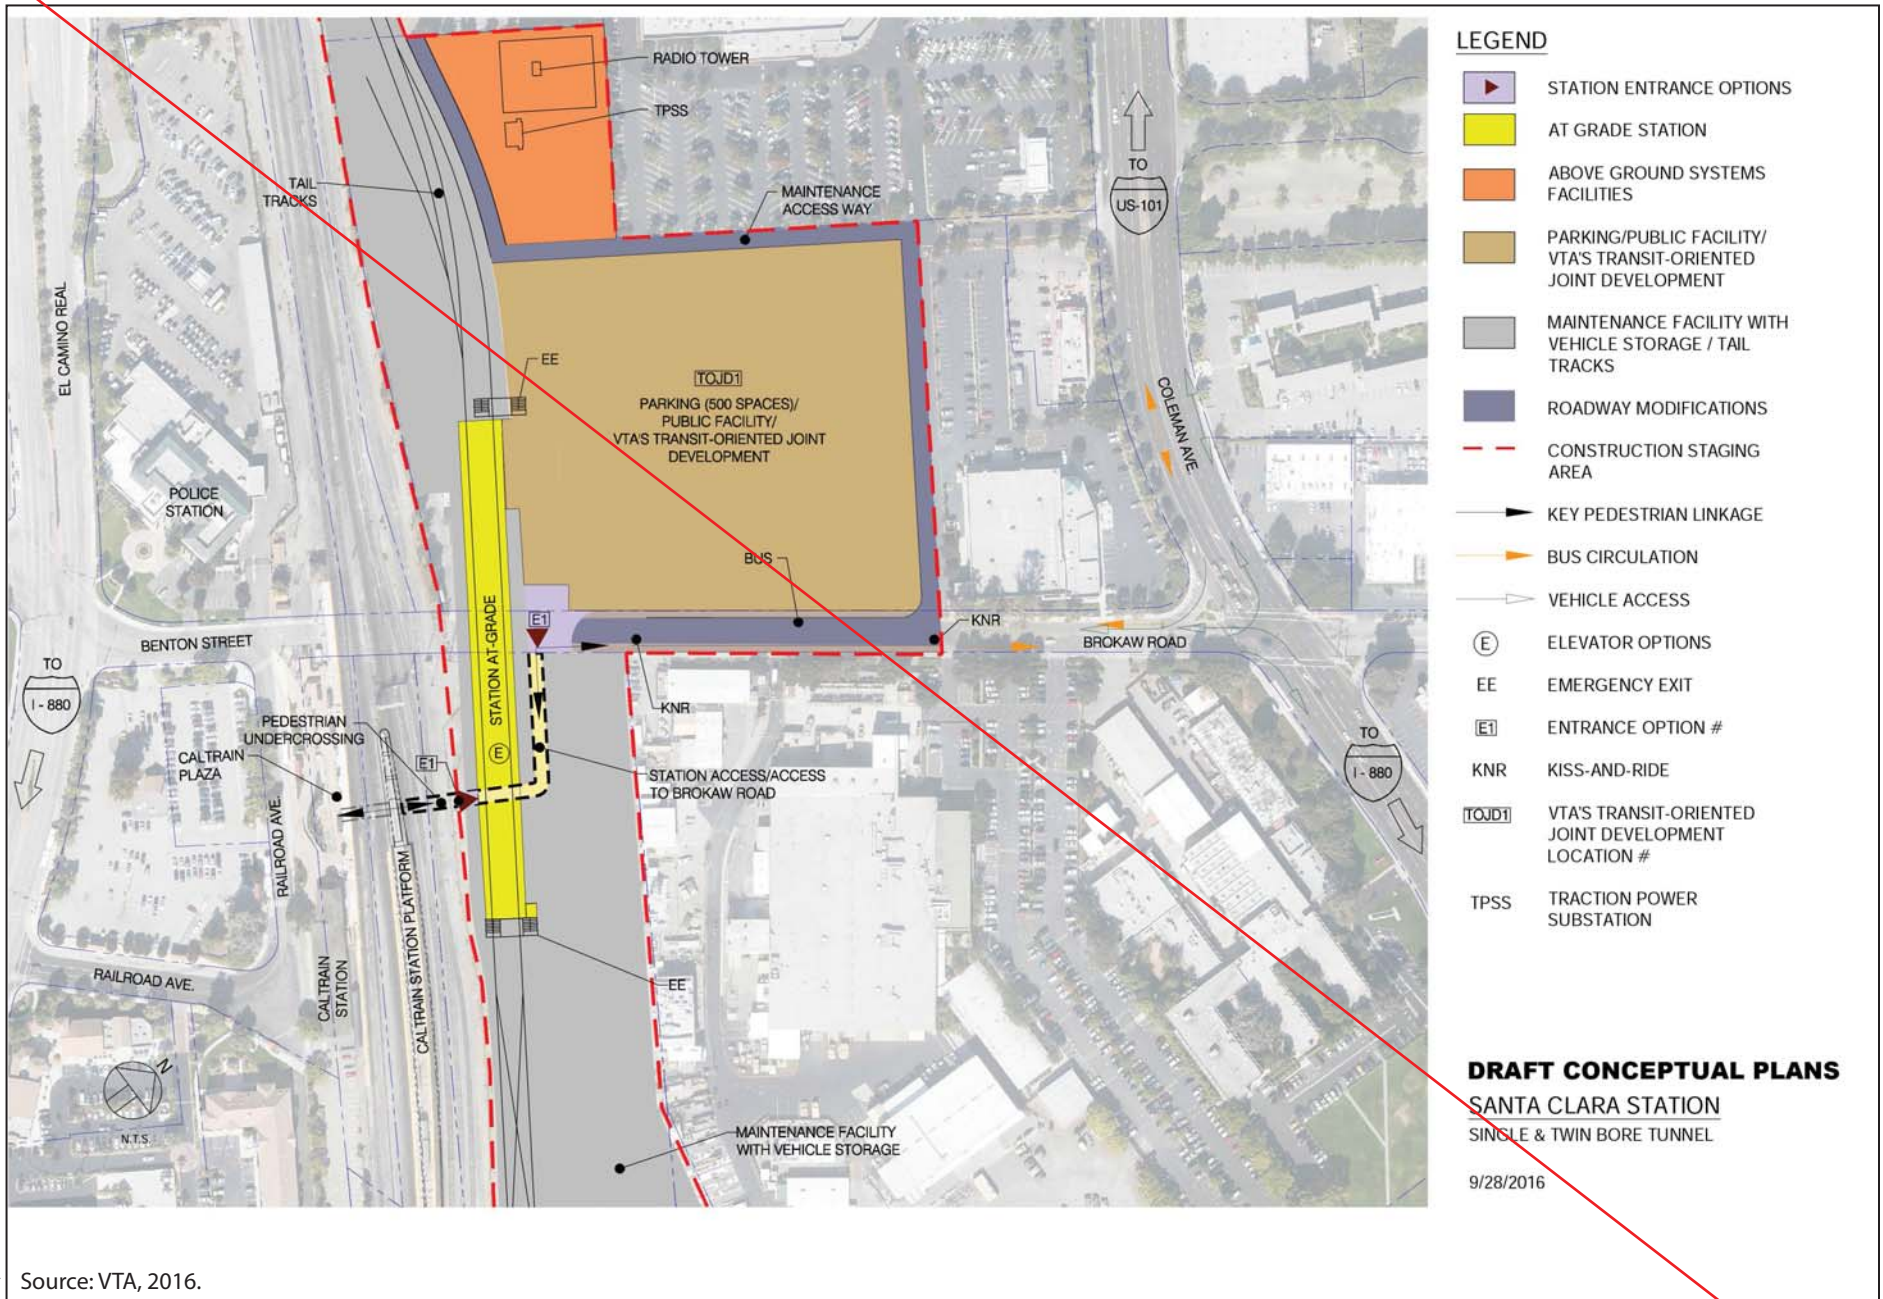 RADIO TOWER
TPSS
TAIL
TRACKS
MAINTENANCE
ACCESS WAY
TO
US-101
EL CAMINO REAL
EE
TOJD1
PARKING (500 SPACES)/
PUBLIC FACILITY/
VTA'S TRANSIT-ORIENTED JOINT
DEVELOPMENT
COLEMAN AVE.
POLICE
STATION
BUS
STATION AT-GRADE
E1
KNR
BENTON STREET
BROKAW ROAD
TO
I - 880
KNR
PEDESTRIAN
UNDERCROSSING
CALTRAIN
PLAZA
E1
E
STATION ACCESS/ACCESS
TO BROKAW ROAD
TO
I - 880
RAILROAD AVE.
CALTRAIN STATION PLATFORM
CALTRAIN
STATION
RAILROAD AVE.
EE
N
N.T.S.
MAINTENANCE FACILITY
WITH VEHICLE STORAGE
LEGEND
STATION ENTRANCE OPTIONS
AT GRADE STATION
ABOVE GROUND SYSTEMS
FACILITIES
PARKING/PUBLIC FACILITY/
VTA'S TRANSIT-ORIENTED
JOINT DEVELOPMENT
MAINTENANCE FACILITY WITH
VEHICLE STORAGE / TAIL
TRACKS
ROADWAY MODIFICATIONS
CONSTRUCTION STAGING
AREA
KEY PEDESTRIAN LINKAGE
BUS CIRCULATION
VEHICLE ACCESS
E ELEVATOR OPTIONS
EE EMERGENCY EXIT
E1 ENTRANCE OPTION #
KNR KISS-AND-RIDE
TOJD1 VTA'S TRANSIT-ORIENTED
JOINT DEVELOPMENT
LOCATION #
TPSS TRACTION POWER
SUBSTATION
DRAFT CONCEPTUAL PLANS
SANTA CLARA STATION
SINGLE & TWIN BORE TUNNEL
9/28/2016
Source: VTA, 2016.